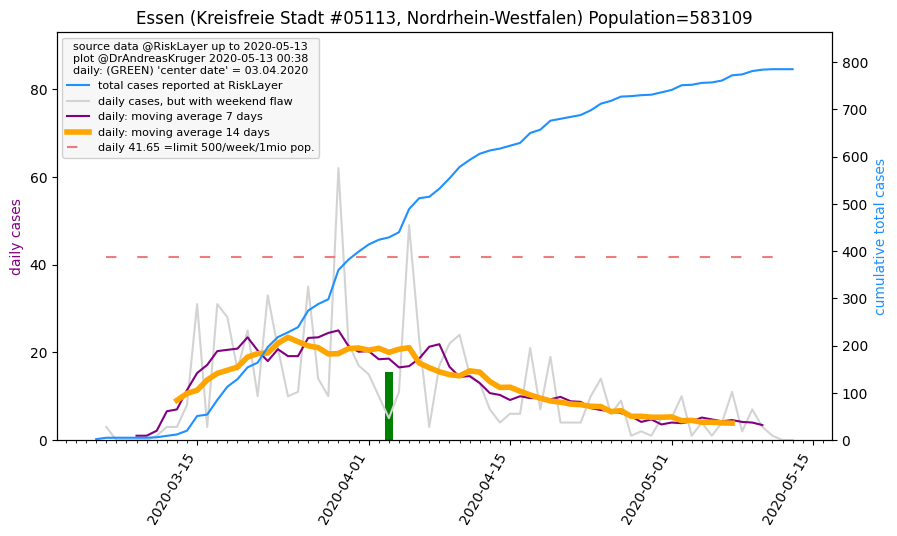 Essen (Kreisfreie Stadt #05113, Nordrhein-Westfalen) Population=583109
source data @RiskLayer up to 2020-05-13
plot @DrAndreasKruger 2020-05-13 00:38
daily: (GREEN) 'center date' = 03.04.2020
total cases reported at RiskLayer
daily cases, but with weekend flaw
daily: moving average 7 days
daily: moving average 14 days
daily 41.65 =limit 500/week/1mio pop.
daily cases
80
60
40
20
0
cumulative total cases
800
700
600
500
400
300
200
100
0
2020-03-15
2020-04-01
2020-04-15
2020-05-01
2020-05-15